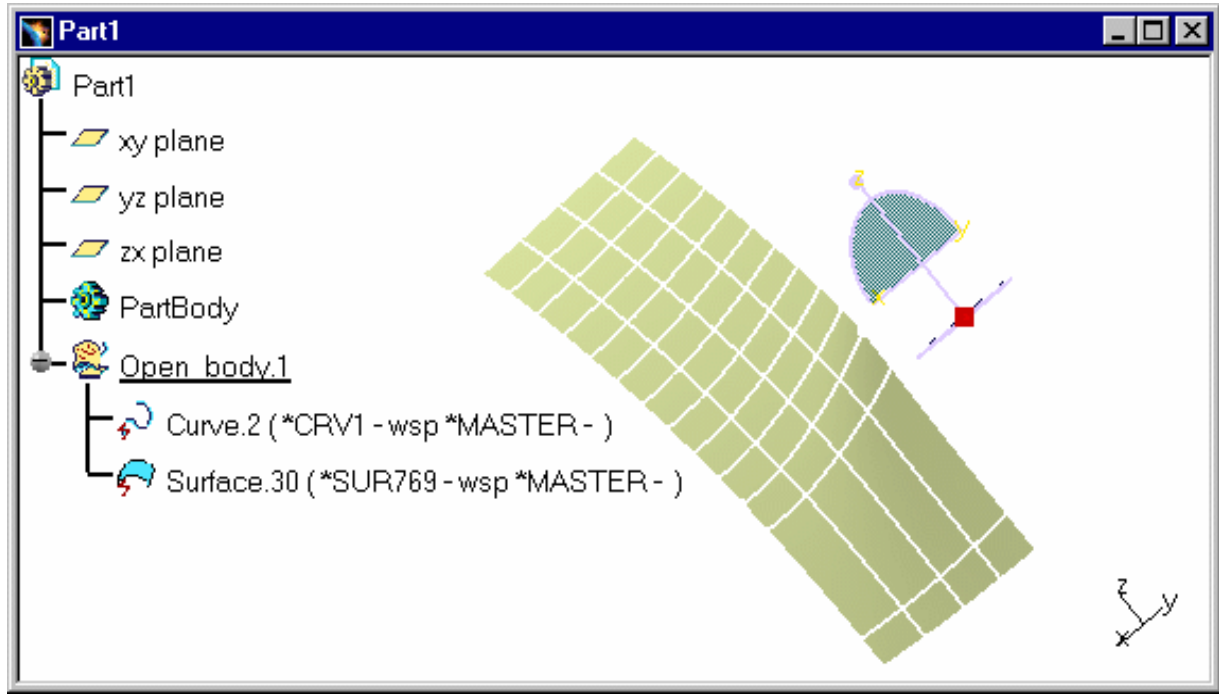 Part1
Part1
xy plane
yz plane
zx plane
PartBody
Open_body.1
Curve.2 (*CRV1 - wsp *MASTER - )
Surface.30 (*SUR769 - wsp *MASTER - )
z
y
x
z
y
x